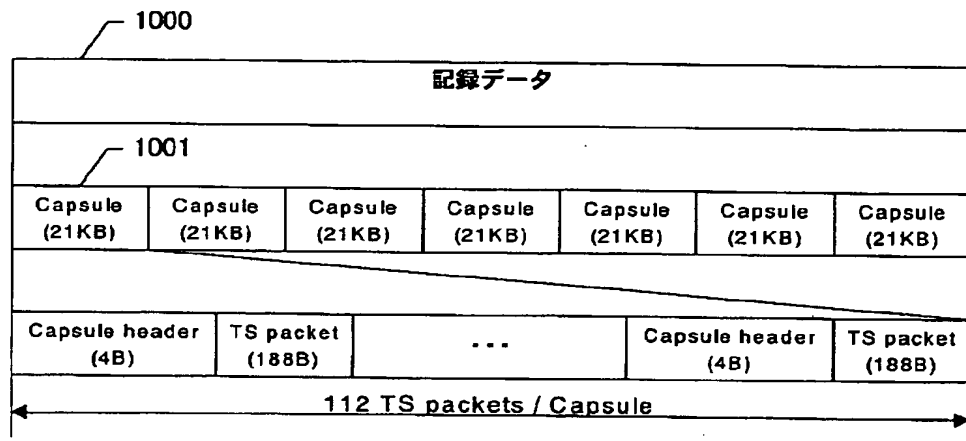 1000
記録データ
1001
Capsule Capsule Capsule Capsule Capsule Capsule Capsule
(21KB) (21KB) (21KB) (21KB) (21KB) (21KB) (21KB)
Capsule header TS packet ... Capsule header TS packet
(4B) (188B) (4B) (188B)
112 TS packets / Capsule